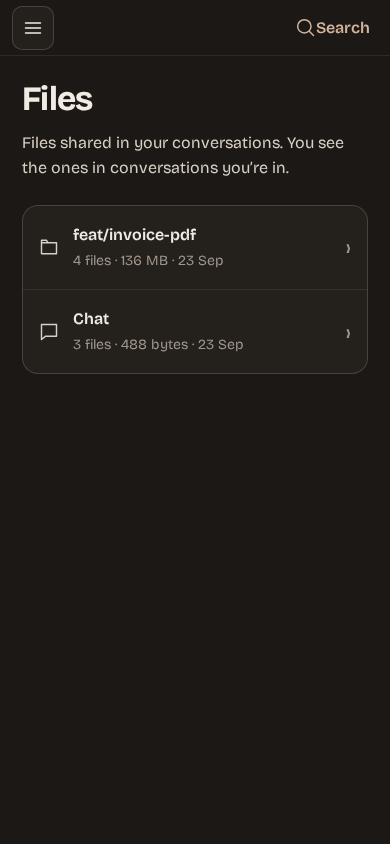 Search
Files
Files shared in your conversations. You see
the ones in conversations you're in.
feat/invoice-pdf
4 files · 136 MB · 23 Sep
Chat
3 files · 488 bytes · 23 Sep